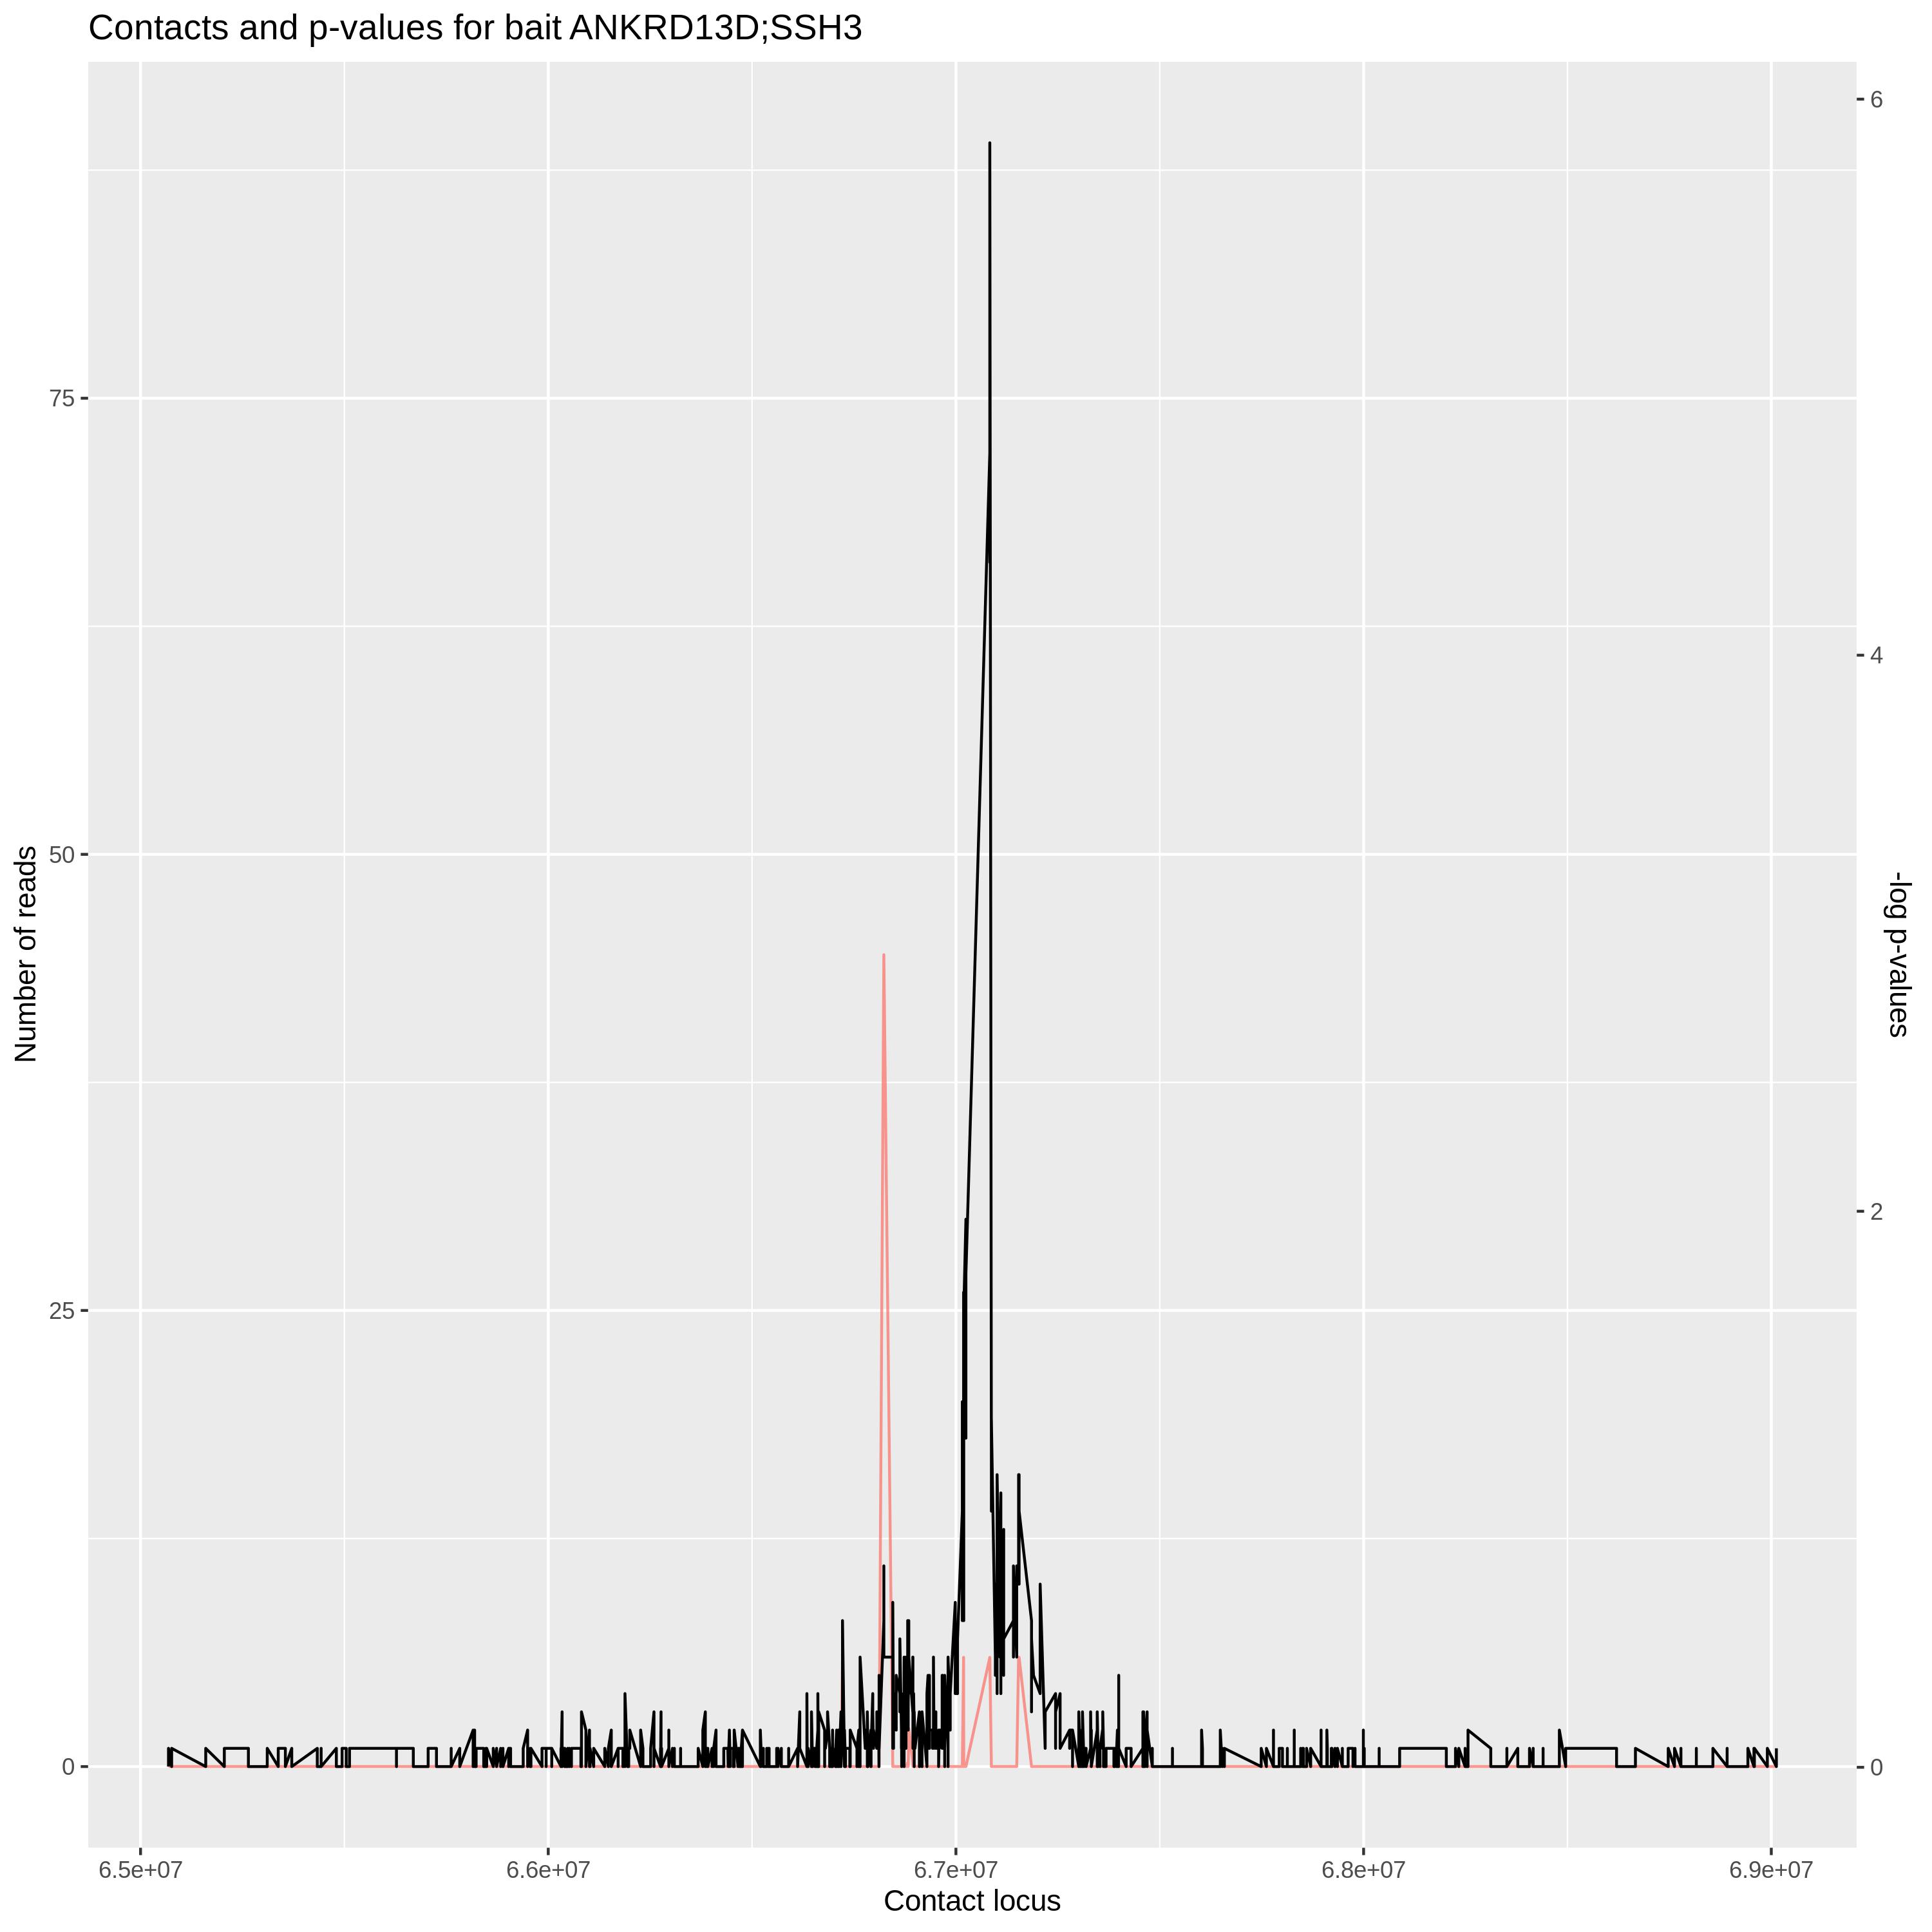 Contacts and p-values for bait ANKRD13D;SSH3
Number of reads
75
50
25
0
6
4
2
0
-log p-values
6.5e+07 6.6e+07 6.7e+07 6.8e+07 6.9e+07
Contact locus